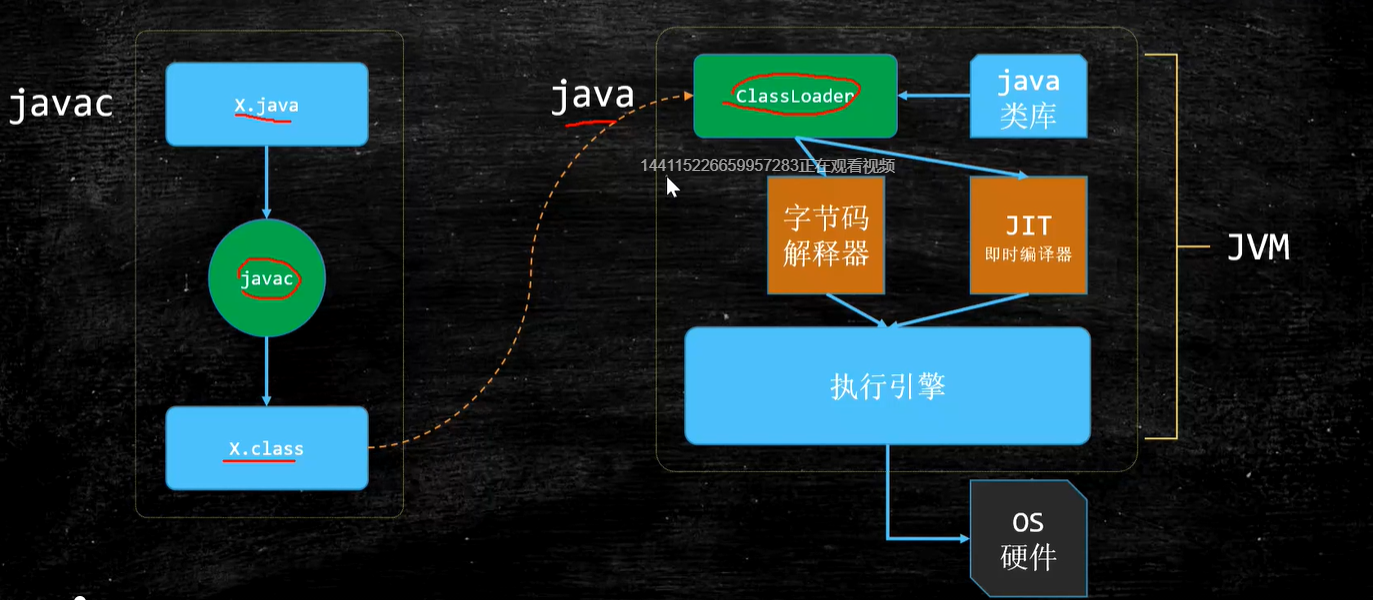 javac
X.java
javac
X.class
java
ClassLoader
java
类库
144115226659957283正在观看视频
字节码
解释器
JIT
即时编译器
执行引擎
JVM
OS
硬件